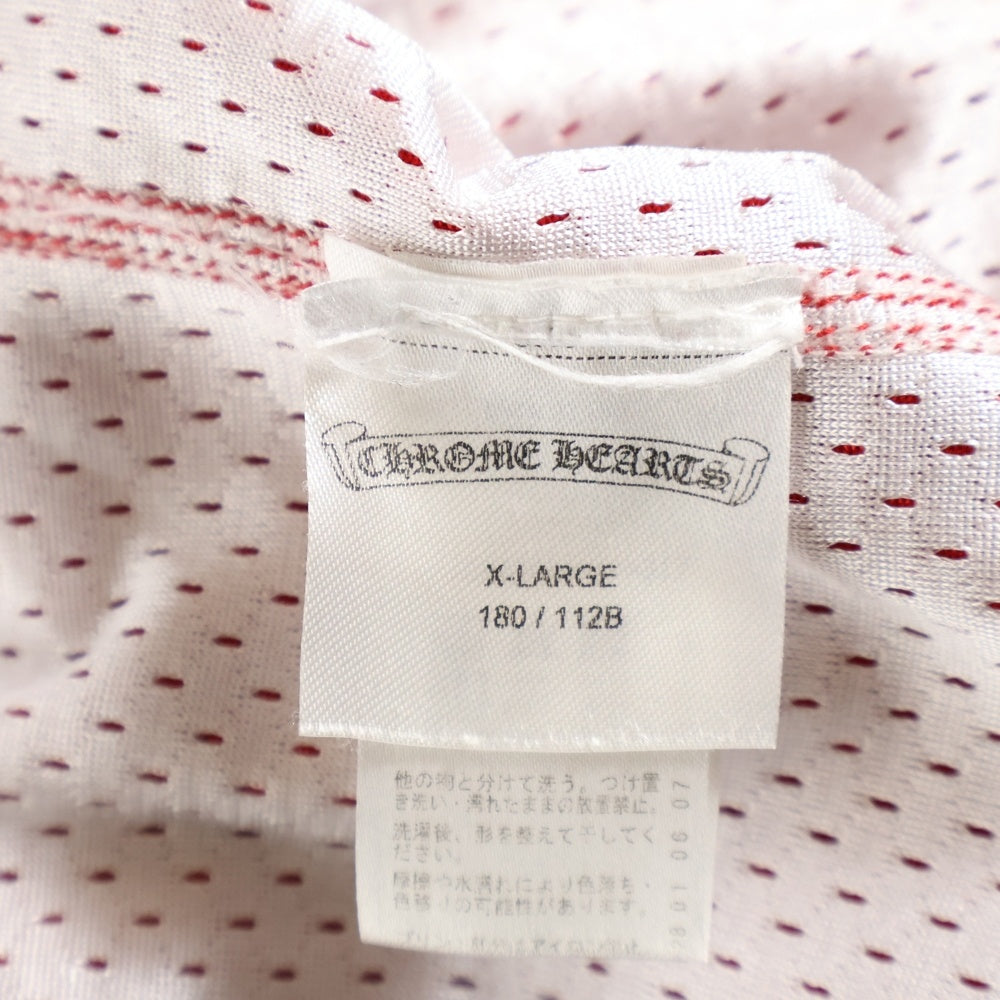 CHROME HEARTS
X-LARGE
180 / 112B
他の物と分けて洗う。つけ置
き洗い・濡れたままの放置禁止。
洗濯後、形を整えて干してく
ださい。
摩擦や水濡れにより色落ち・
色移りの可能性があります。
06 07